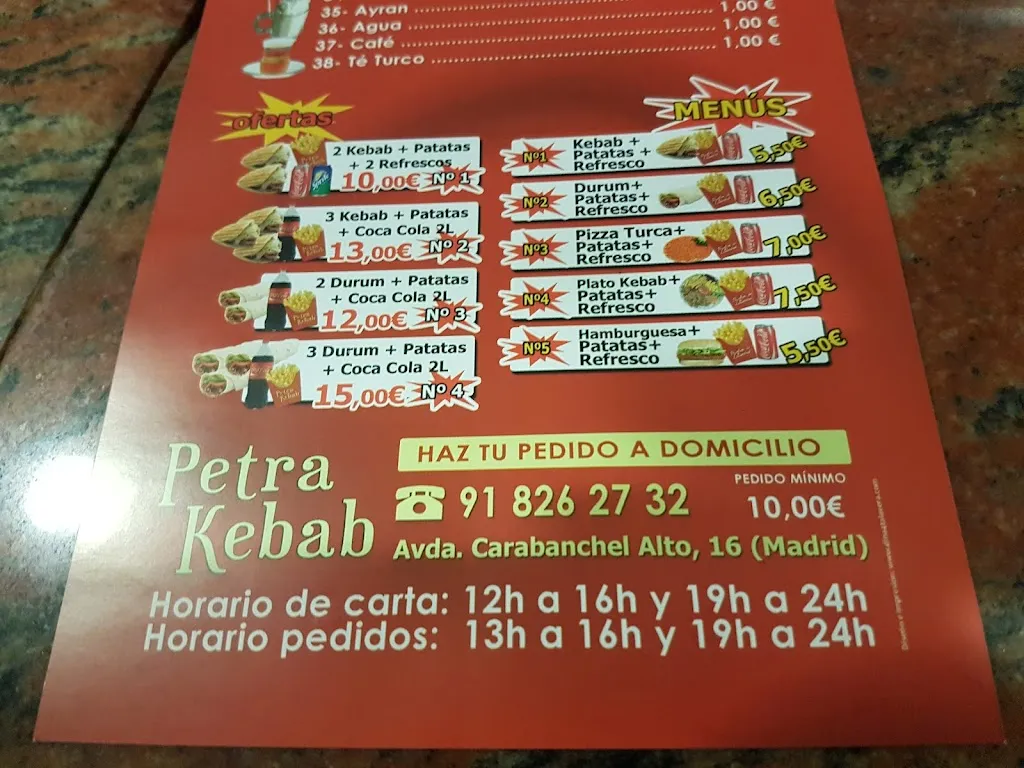 35- Ayran 1,00 €
36- Agua 1,00 €
37- Café 1,00 €
38- Té Turco
ofertas
2 Kebab + Patatas
+ 2 Refrescos
10,00€ Nº 1
3 Kebab + Patatas
+ Coca Cola 2L
13,00€ Nº 2
2 Durum + Patatas
+ Coca Cola 2L
12,00€ Nº 3
3 Durum + Patatas
+ Coca Cola 2L
15,00€ Nº 4
MENÚS
Nº1 Kebab +
Patatas +
Refresco
5,50€
Nº2 Durum+
Patatas+
Refresco
6,50€
Nº3 Pizza Turca+
Patatas+
Refresco
7,00€
Nº4 Plato Kebab+
Patatas+
Refresco
7,50€
Nº5 Hamburguesa+
Patatas+
Refresco
5,50€
Petra
Kebab
HAZ TU PEDIDO A DOMICILIO
91 826 27 32
PEDIDO MÍNIMO
10,00€
Avda. Carabanchel Alto, 16 (Madrid)
Horario de carta: 12h a 16h y 19h a 24h
Horario pedidos: 13h a 16h y 19h a 24h